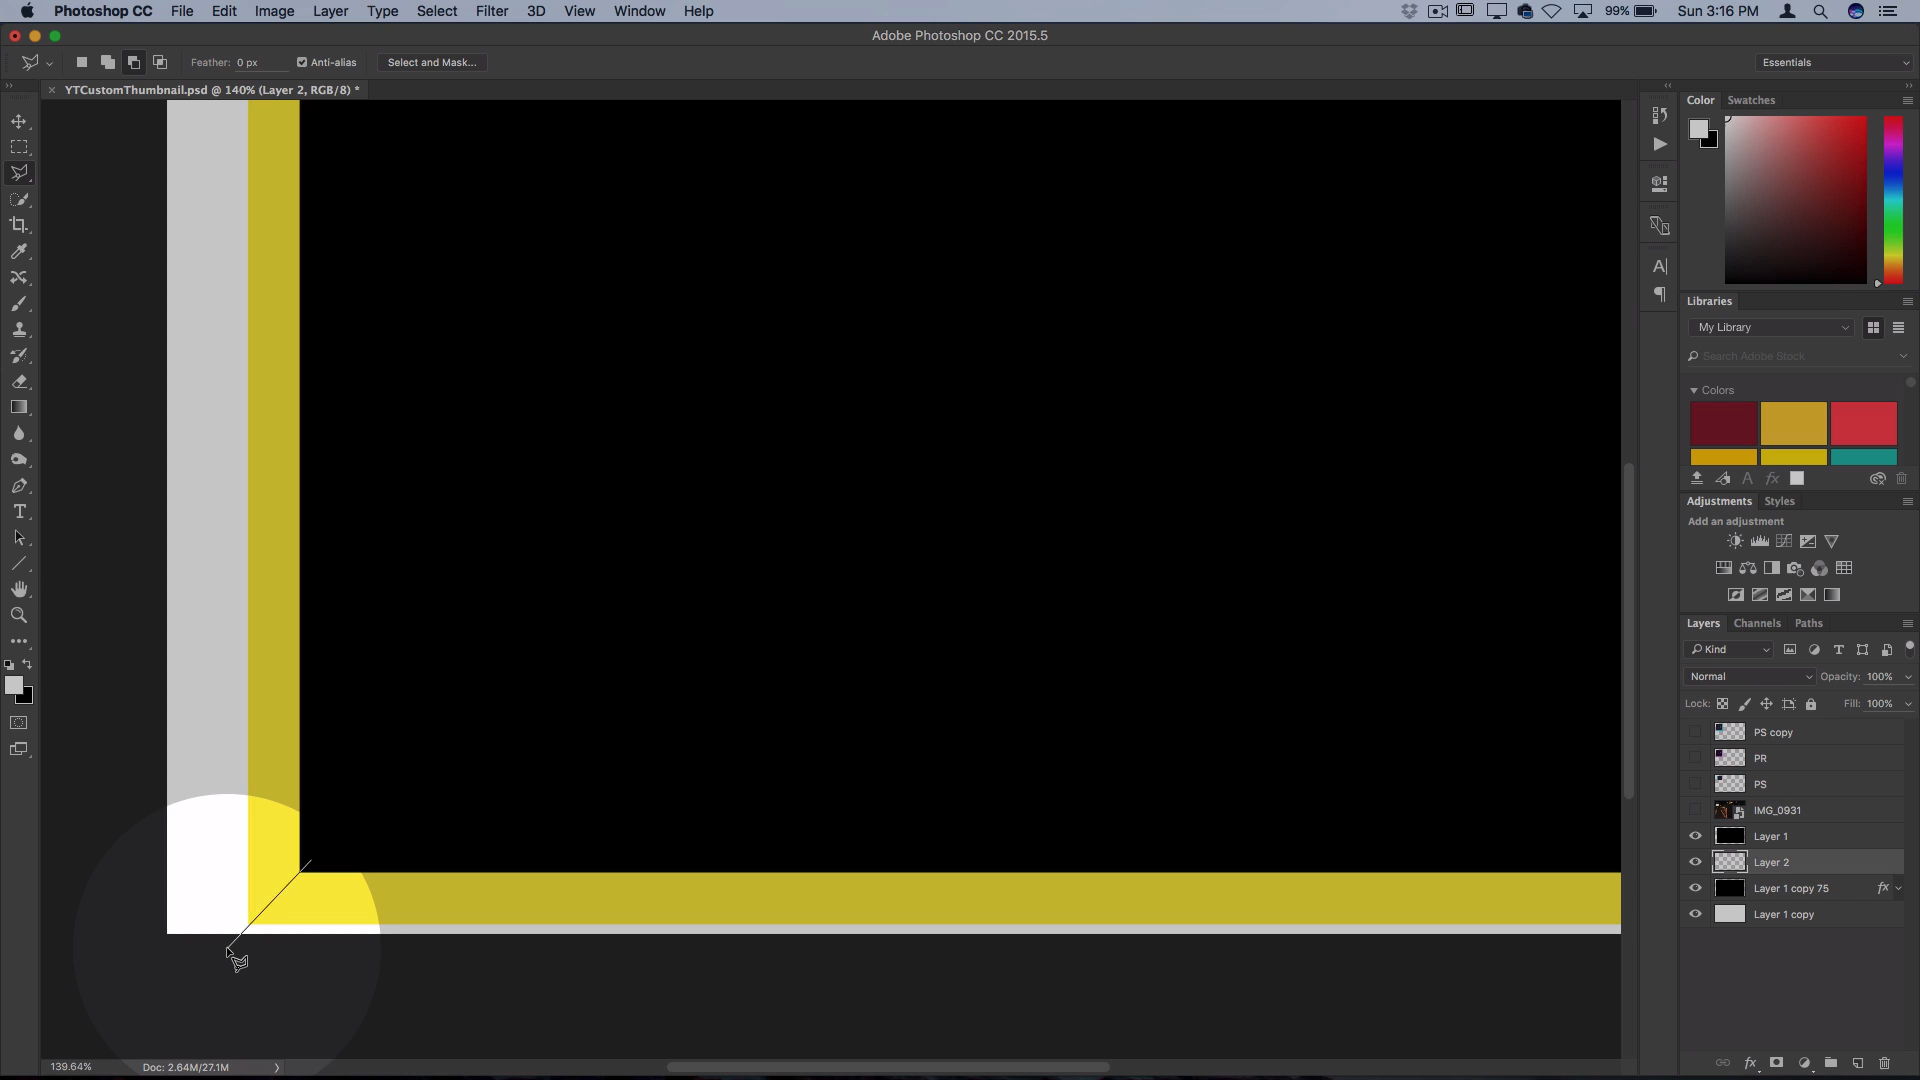 Photoshop CC File Edit Image Layer Type Select Filter 3D View Window Help 99% Sun 3:16 PM
Adobe Photoshop CC 2015.5
Feather: 0 px Anti-alias Select and Mask... Essentials
YTCustomThumbnail.psd @ 140% (Layer 2, RGB/8) *
Color Swatches
Libraries
My Library
Search Adobe Stock
Colors
Adjustments Styles
Add an adjustment
Layers Channels Paths
Kind
Normal Opacity: 100%
Lock: Fill: 100%
PS copy
PR
PS
IMG_0931
Layer 1
Layer 2
Layer 1 copy 75 fx
Layer 1 copy
139.64% Doc: 2.64M/27.1M